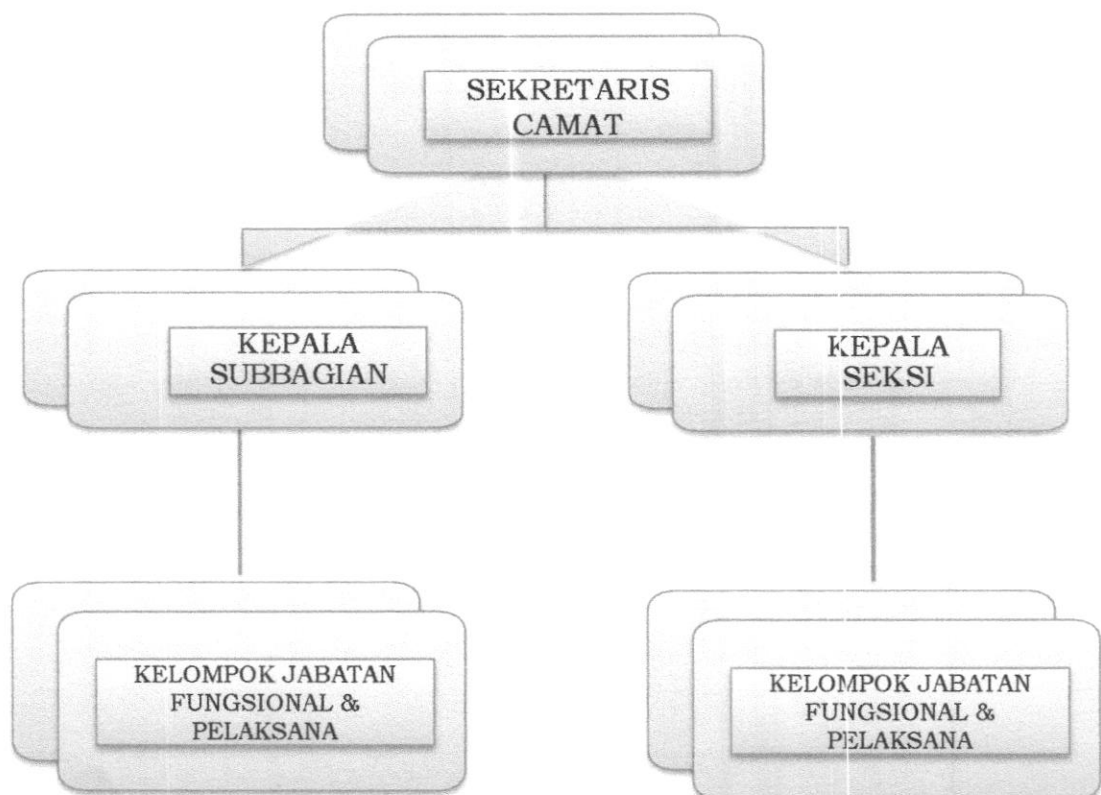 SEKRETARIS
CAMAT
KEPALA
SUBBAGIAN
KEPALA
SEKSI
KELOMPOK JABATAN
FUNGSIONAL &
PELAKSANA
KELOMPOK JABATAN
FUNGSIONAL &
PELAKSANA